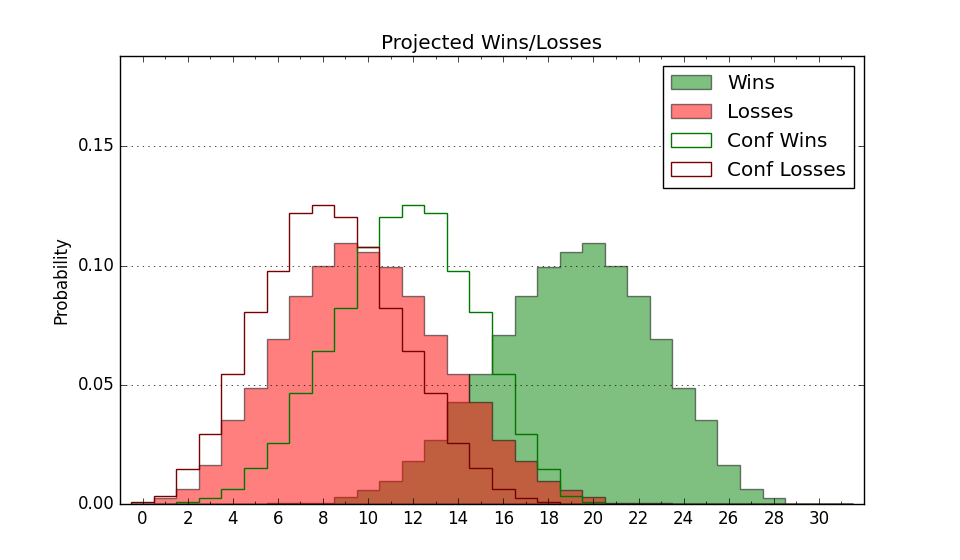 Projected Wins/Losses
Wins
Losses
Conf Wins
Conf Losses
Probability
0.15
0.10
0.05
0.00
0 2 4 6 8 10 12 14 16 18 20 22 24 26 28 30